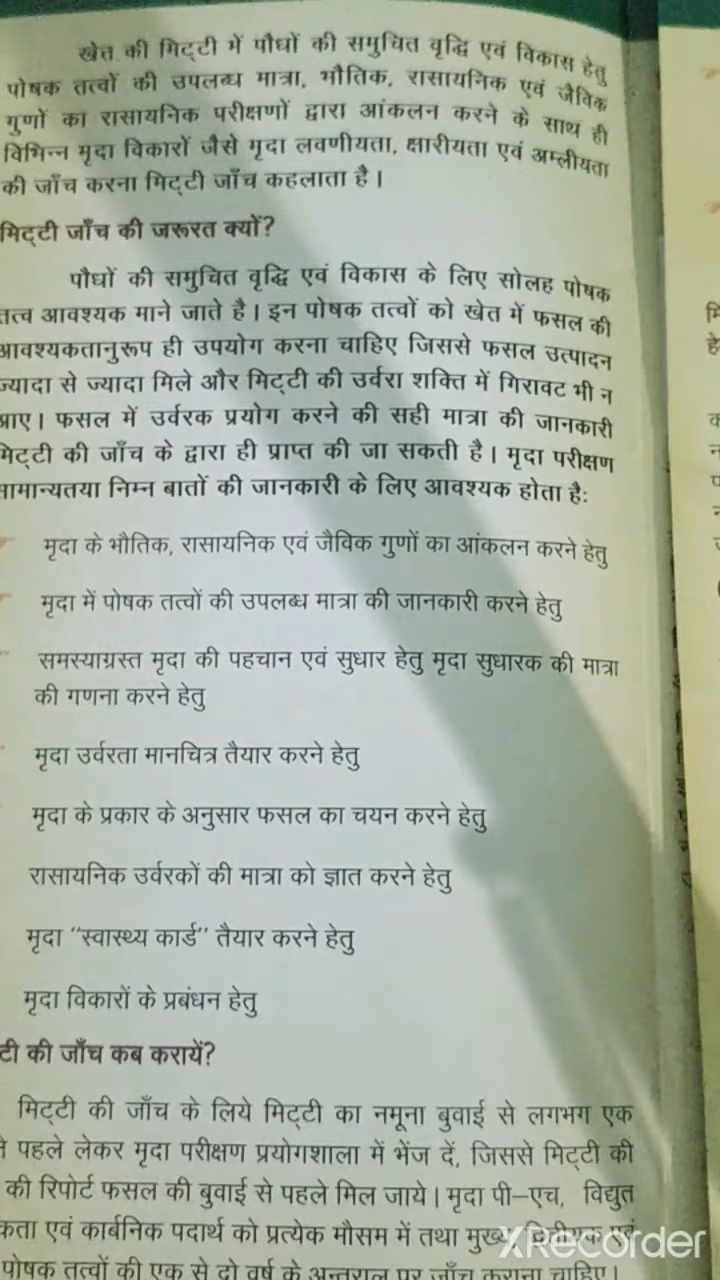 खेत की मिट्टी में पौधों की समुचित वृद्धि एवं विकास हेतु
पोषक तत्वों की उपलब्ध मात्रा, भौतिक, रासायनिक एवं जैविक
गुणों का रासायनिक परीक्षणों द्वारा आंकलन करने के साथ ही
विभिन्न मृदा विकारों जैसे मृदा लवणीयता, क्षारीयता एवं अम्लीयता
की जाँच करना मिट्टी जाँच कहलाता है।
मिट्टी जाँच की जरूरत क्यों?
पौधों की समुचित वृद्धि एवं विकास के लिए सोलह पोषक
तत्व आवश्यक माने जाते है। इन पोषक तत्वों को खेत में फसल की
आवश्यकतानुरूप ही उपयोग करना चाहिए जिससे फसल उत्पादन
ज्यादा से ज्यादा मिले और मिट्टी की उर्वरा शक्ति में गिरावट भी न
आए। फसल में उर्वरक प्रयोग करने की सही मात्रा की जानकारी
मिट्टी की जाँच के द्वारा ही प्राप्त की जा सकती है। मृदा परीक्षण
सामान्यतया निम्न बातों की जानकारी के लिए आवश्यक होता हैः
मृदा के भौतिक, रासायनिक एवं जैविक गुणों का आंकलन करने हेतु
मृदा में पोषक तत्वों की उपलब्ध मात्रा की जानकारी करने हेतु
समस्याग्रस्त मृदा की पहचान एवं सुधार हेतु मृदा सुधारक की मात्रा
की गणना करने हेतु
मृदा उर्वरता मानचित्र तैयार करने हेतु
मृदा के प्रकार के अनुसार फसल का चयन करने हेतु
रासायनिक उर्वरकों की मात्रा को ज्ञात करने हेतु
मृदा "स्वास्थ्य कार्ड" तैयार करने हेतु
मृदा विकारों के प्रबंधन हेतु
टी की जाँच कब करायें?
मिट्टी की जाँच के लिये मिट्टी का नमूना बुवाई से लगभग एक
पहले लेकर मृदा परीक्षण प्रयोगशाला में भेंज दें, जिससे मिट्टी की
की रिपोर्ट फसल की बुवाई से पहले मिल जाये। मृदा पी–एच, विद्युत
कता एवं कार्बनिक पदार्थ को प्रत्येक मौसम में तथा मुख्य, द्वितीयक एवं
पोषक तत्वों की एक से दो वर्ष के अन्तराल पर जाँच कराना चाहिए।
XRecorder